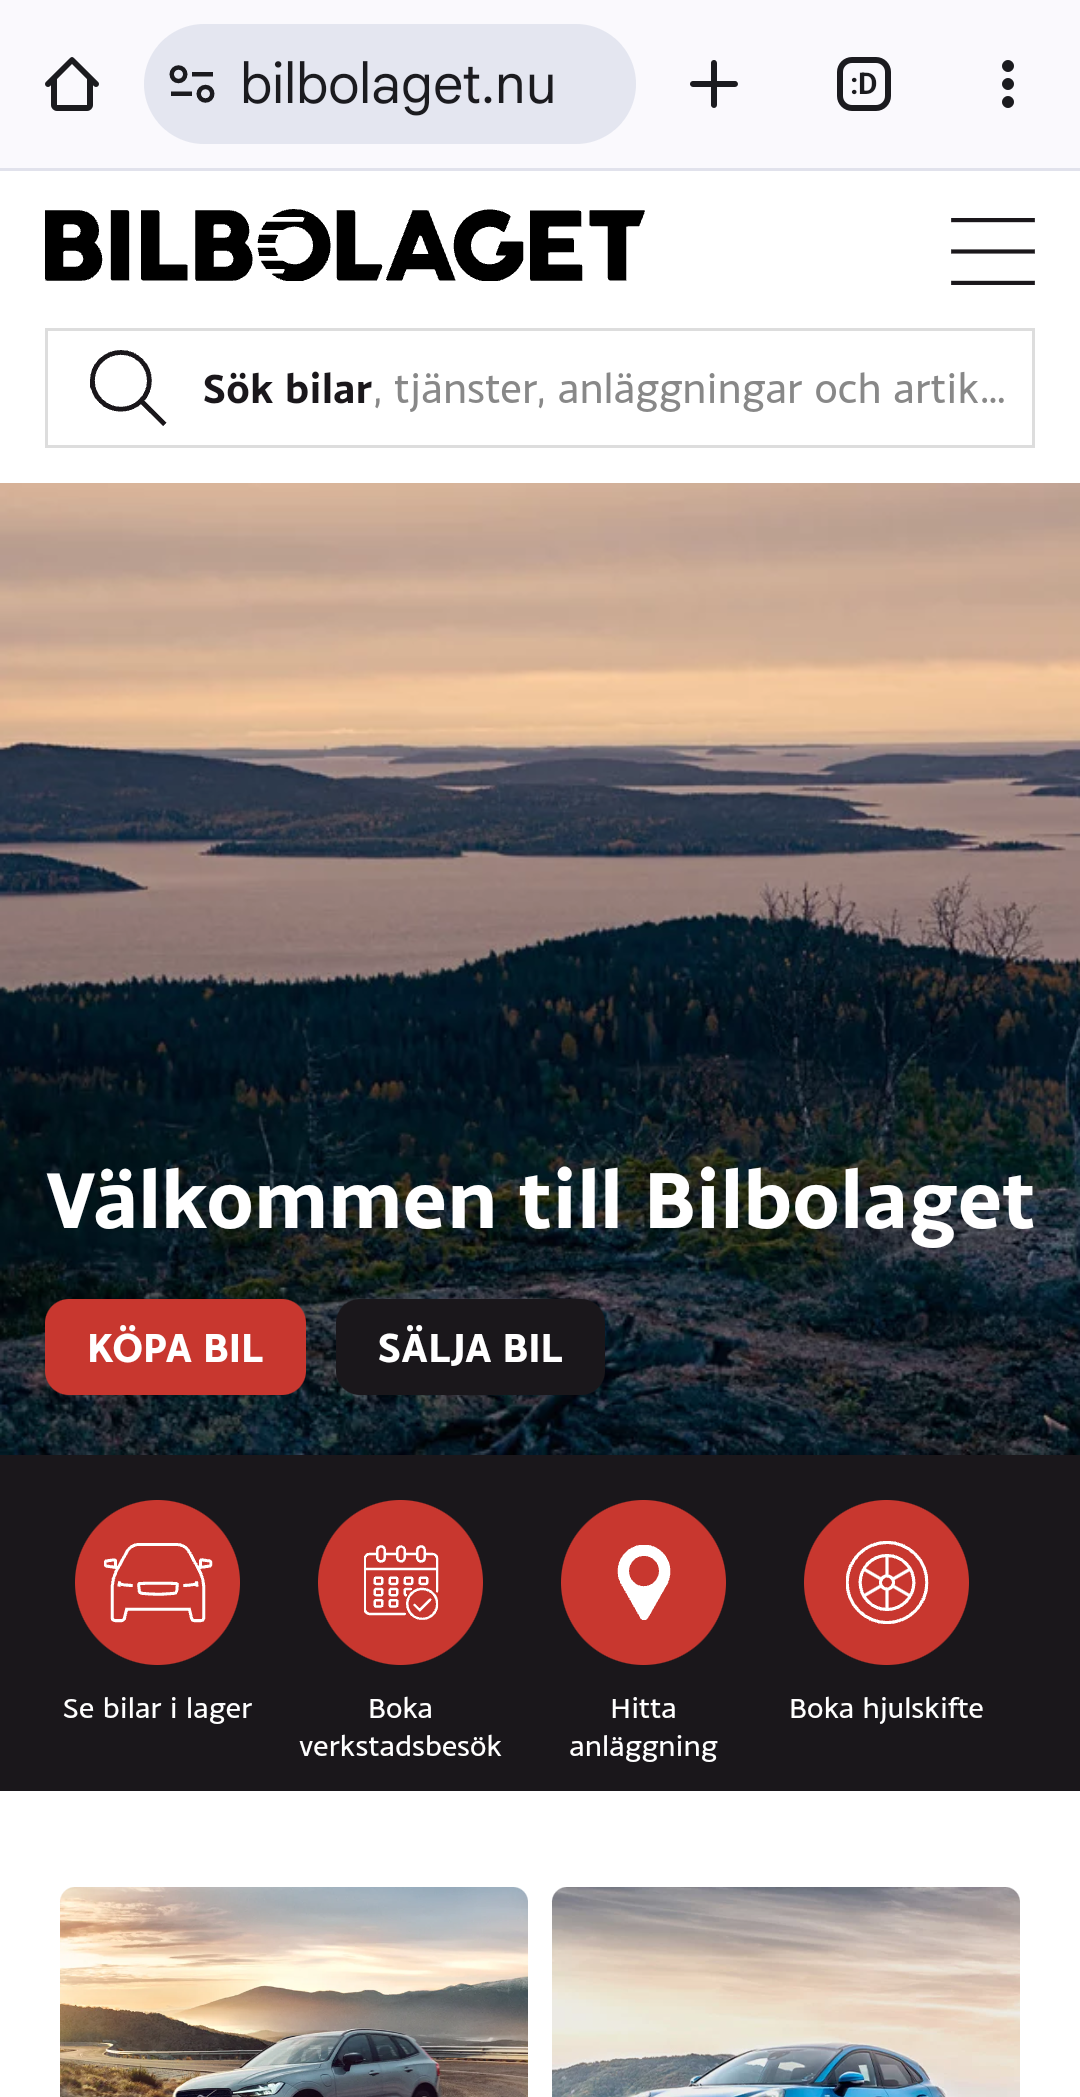 bilbolaget.nu
:D
BILBOLAGET
Sök bilar, tjänster, anläggningar och artik...
Välkommen till Bilbolaget
KÖPA BIL
SÄLJA BIL
Se bilar i lager
Boka
verkstadsbesök
Hitta
anläggning
Boka hjulskifte